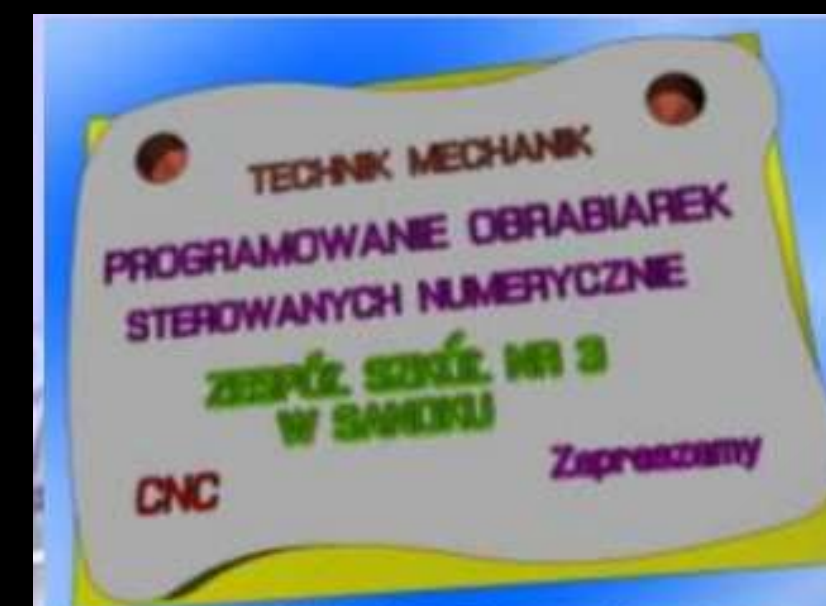 TECHNIK MECHANIK
PROGRAMOWANIE OBRABIAREK
STEROWANYCH NUMERYCZNIE
ZESPÓŁ SZKÓŁ NR 3
W SANOKU
CNC
Zapraszamy